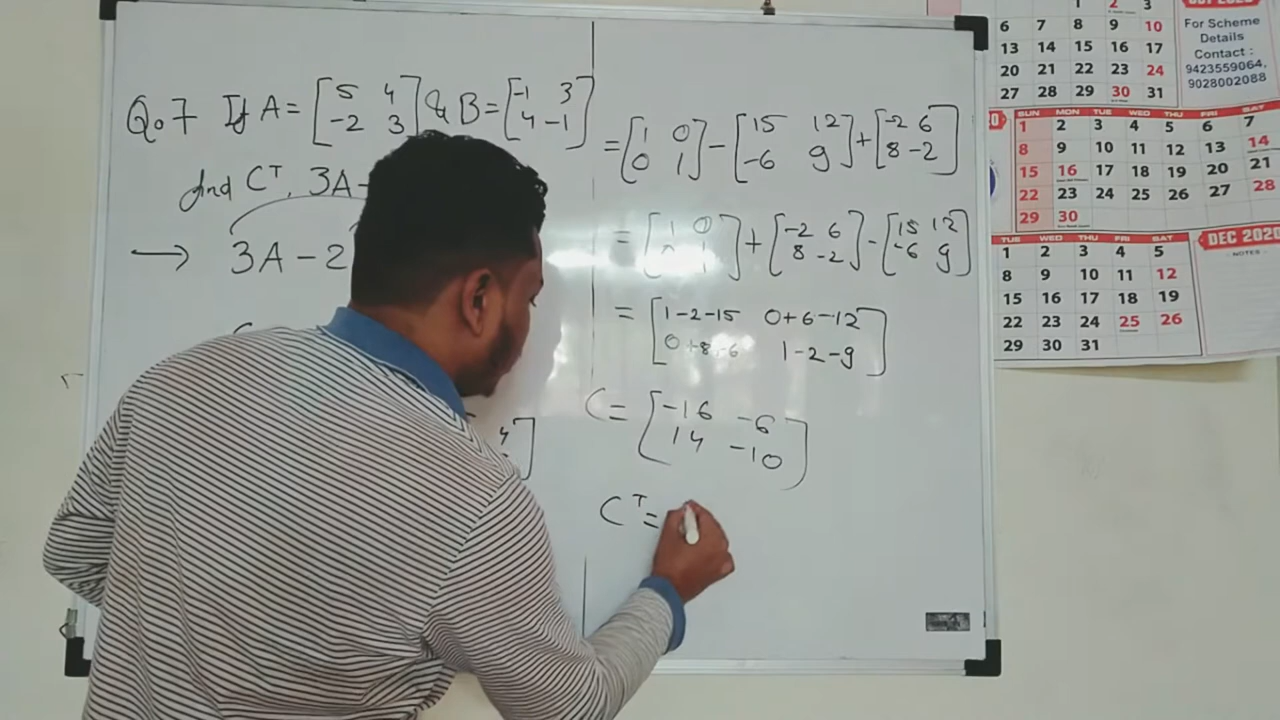 Q.7 If A = [5 4 -2 3] & B = [-1 3 4 -1]
find Cᵀ, 3A-
→ 3A - 2
4
= [1 0 0 1] - [15 12 -6 9] + [-2 6 8 -2]
= [1 0 1] + [-2 6 8 -2] - [15 12 -6 9]
= [1-2-15 0+6-12
0+8-6 1-2-9]
C = [-16 -6
14 -10]
Cᵀ =
1 2 3
6 7 8 9 10
13 14 15 16 17
20 21 22 23 24
27 28 29 30 31
For Scheme
Details
Contact :
9423559064,
9028002088
SUN MON TUE WED THU FRI SAT
1 2 3 4 5 6 7
8 9 10 11 12 13 14
15 16 17 18 19 20 21
22 23 24 25 26 27 28
29 30
TUE WED THU FRI SAT
1 2 3 4 5
8 9 10 11 12
15 16 17 18 19
22 23 24 25 26
29 30 31
DEC 2020
- NOTES -